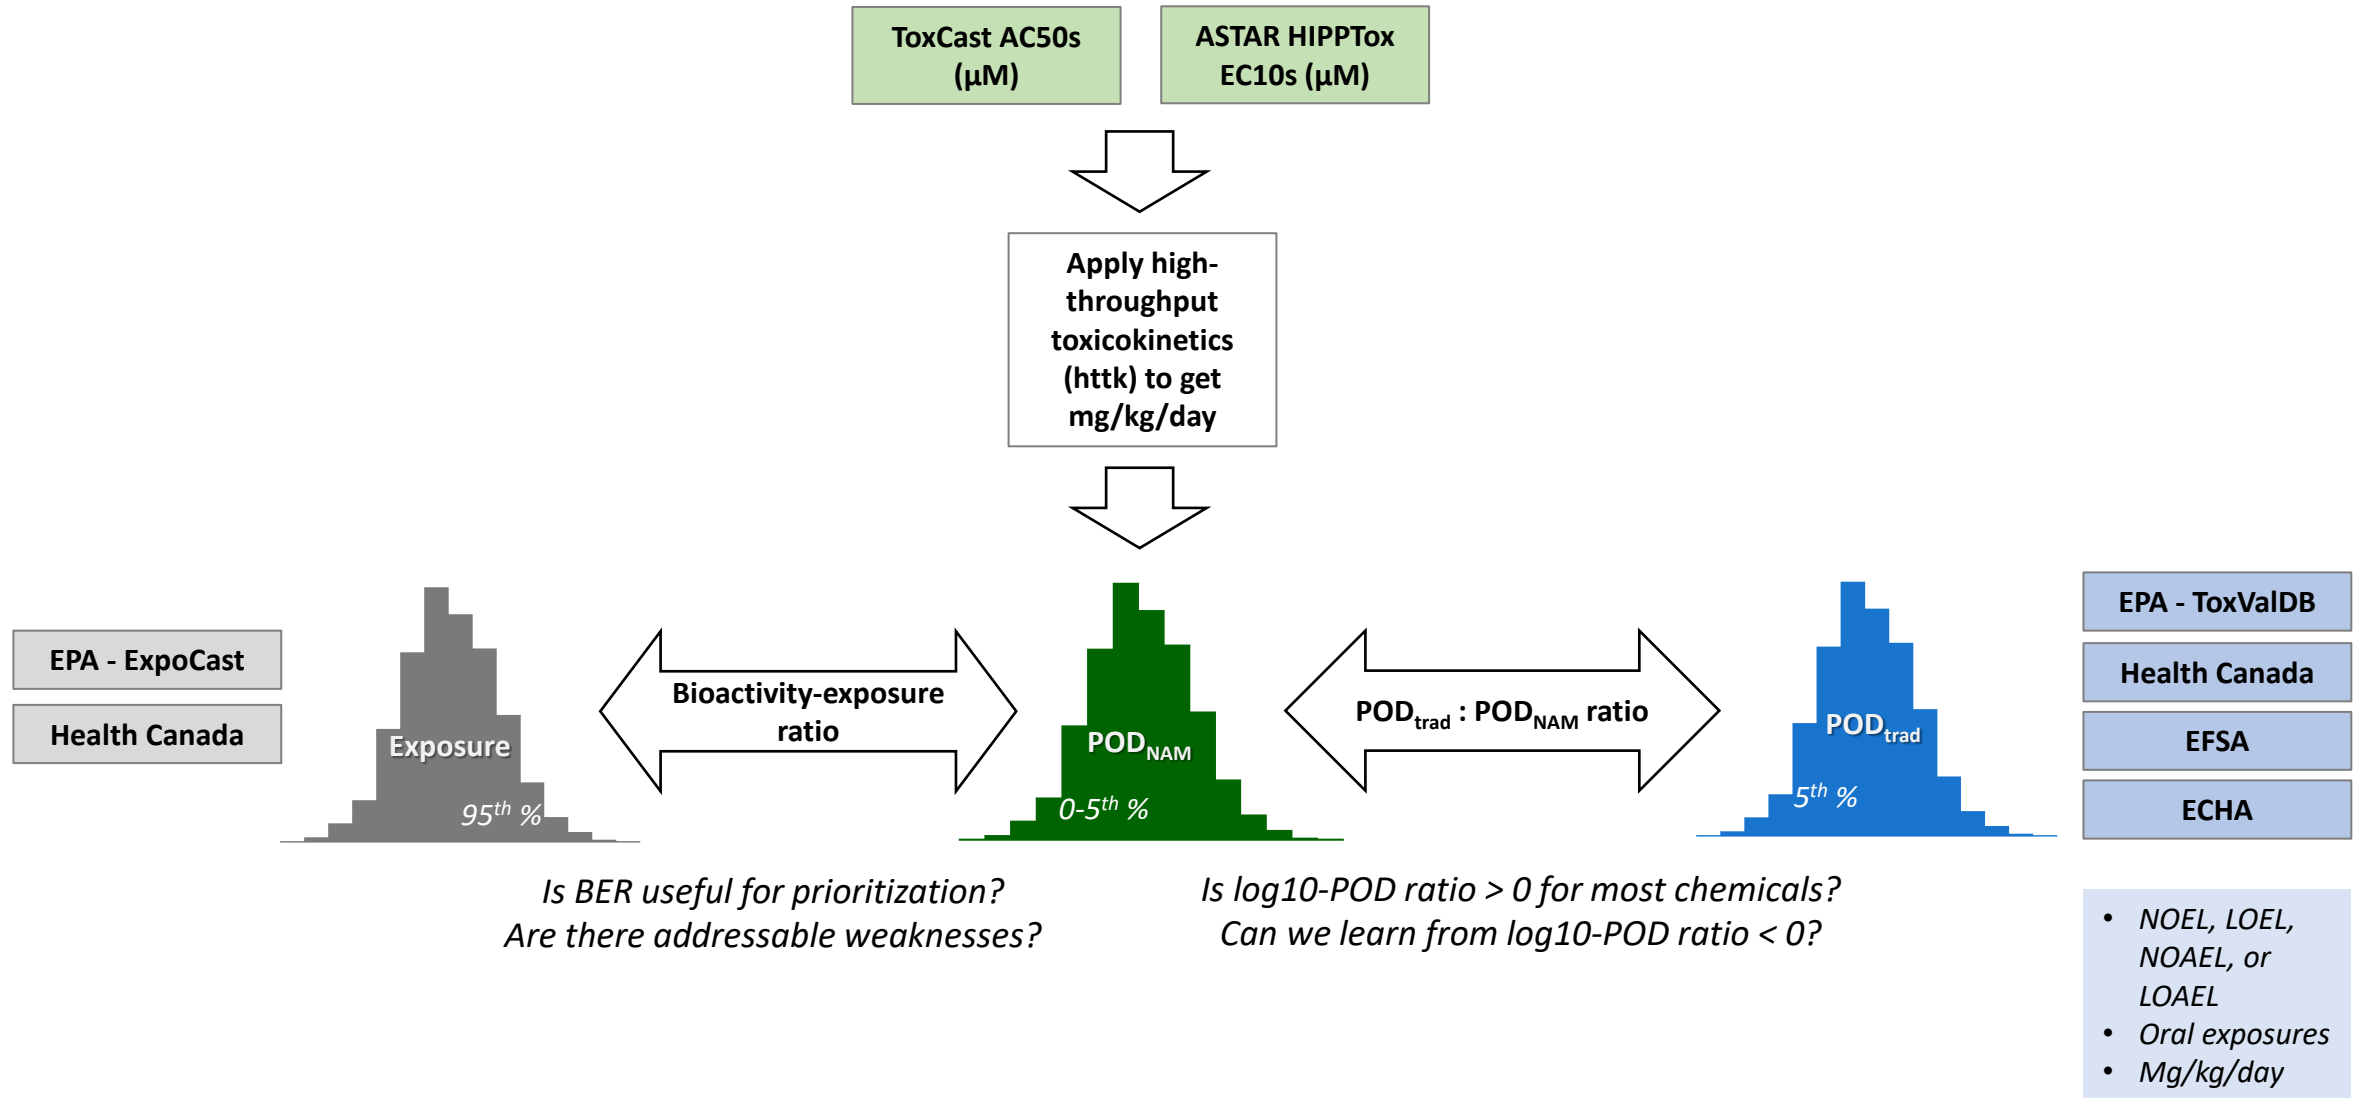 ToxCast AC50s
(µM)
ASTAR HIPPTox
EC10s (µM)
Apply high-
throughput
toxicokinetics
(httk) to get
mg/kg/day
EPA - ExpoCast
Health Canada
Exposure
95th %
Bioactivity-exposure
ratio
PODNAM
0-5th %
PODtrad : PODNAM ratio
PODtrad
5th %
EPA - ToxValDB
Health Canada
EFSA
ECHA
Is BER useful for prioritization?
Are there addressable weaknesses?
Is log10-POD ratio > 0 for most chemicals?
Can we learn from log10-POD ratio < 0?
• NOEL, LOEL,
NOAEL, or
LOAEL
• Oral exposures
• Mg/kg/day